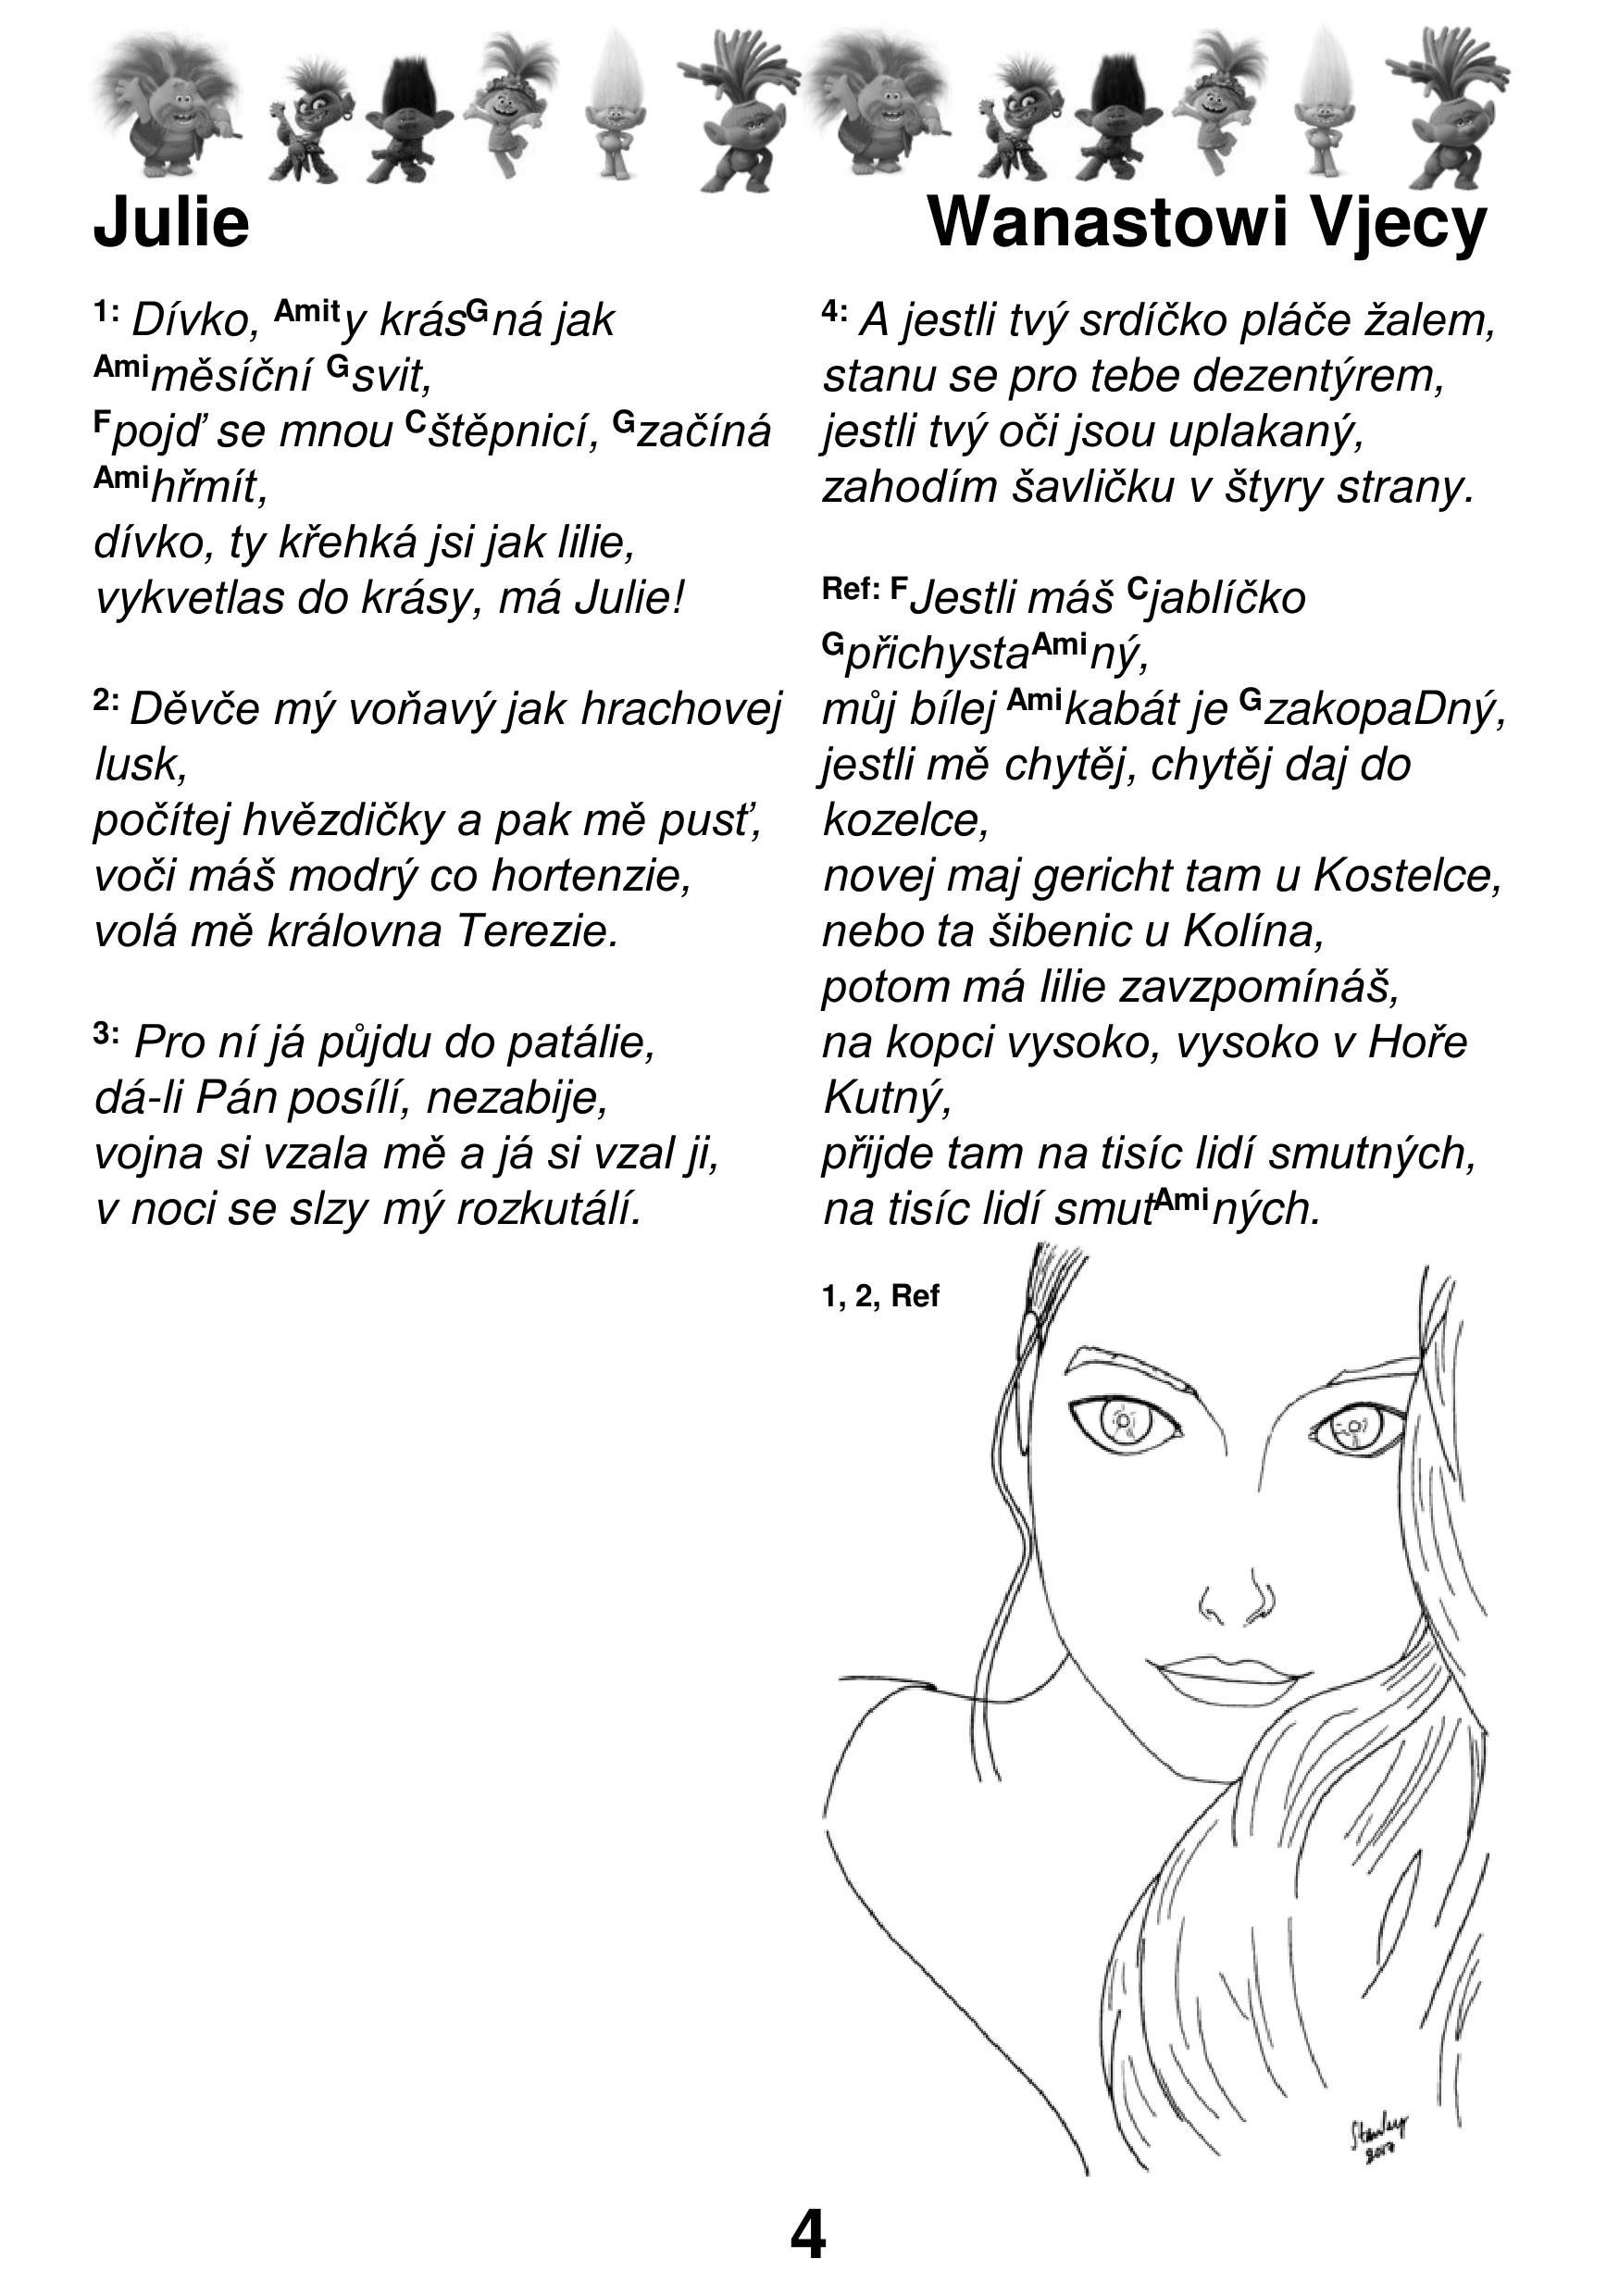 Julie
Wanastowi Vjecy
1: Dívko, Amity krásGná jak
Amiměsíční Gsvit,
Fpojď se mnou Cštěpnicí, Gzačíná
Amihřmít,
dívko, ty křehká jsi jak lilie,
vykvetlas do krásy, má Julie!
2: Děvče mý voňavý jak hrachovej
lusk,
počítej hvězdičky a pak mě pusť,
voči máš modrý co hortenzie,
volá mě královna Terezie.
3: Pro ní já půjdu do patálie,
dá-li Pán posílí, nezabije,
vojna si vzala mě a já si vzal ji,
v noci se slzy mý rozkutálí.
4: A jestli tvý srdíčko pláče žalem,
stanu se pro tebe dezentýrem,
jestli tvý oči jsou uplakaný,
zahodím šavličku v štyry strany.
Ref: FJestli máš Cjablíčko
GpřichystaAminý,
můj bílej Amikabát je GzakopaDný,
jestli mě chytěj, chytěj daj do
kozelce,
novej maj gericht tam u Kostelce,
nebo ta šibenic u Kolína,
potom má lilie zavzpomínáš,
na kopci vysoko, vysoko v Hoře
Kutný,
přijde tam na tisíc lidí smutných,
na tisíc lidí smutAminých.
1, 2, Ref
Stanley
2017
4